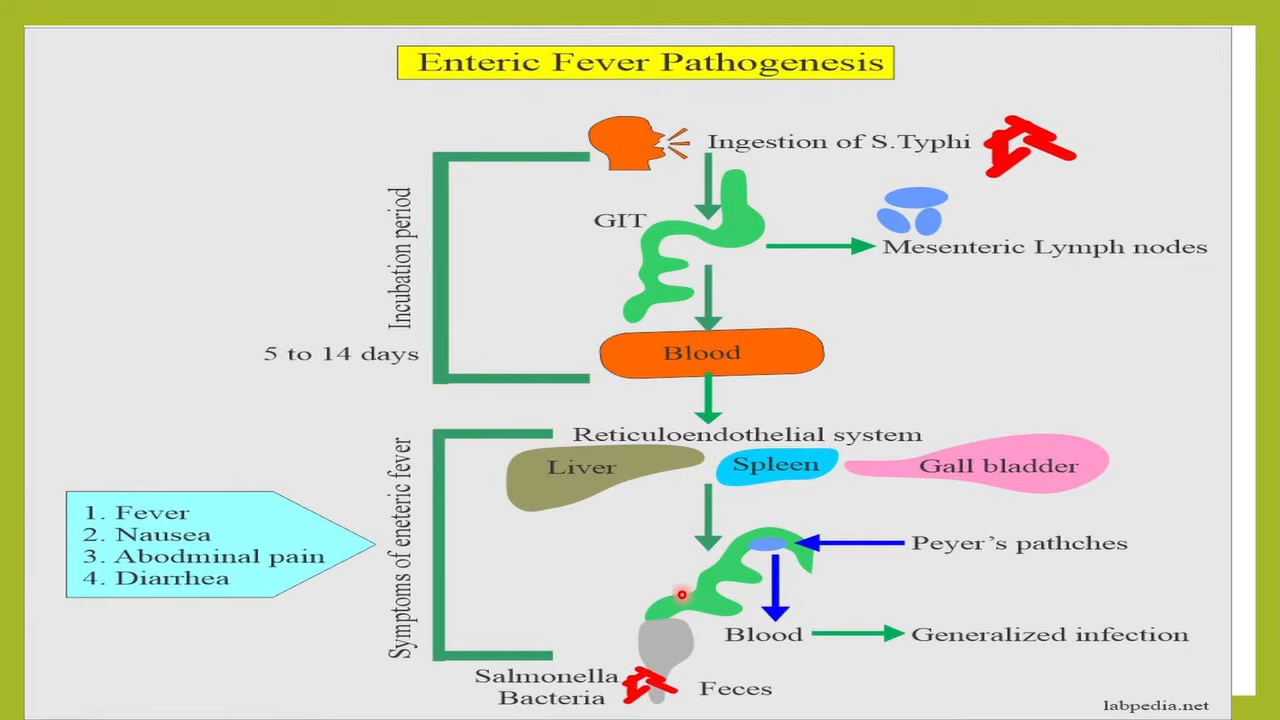 Enteric Fever Pathogenesis
Ingestion of S.Typhi
GIT
Mesenteric Lymph nodes
Incubation period
5 to 14 days
Blood
Reticuloendothelial system
Liver
Spleen
Gall bladder
Symptoms of eneteric fever
1. Fever
2. Nausea
3. Abodminal pain
4. Diarrhea
Peyer's pathches
Blood
Generalized infection
Salmonella
Bacteria
Feces
labpedia.net